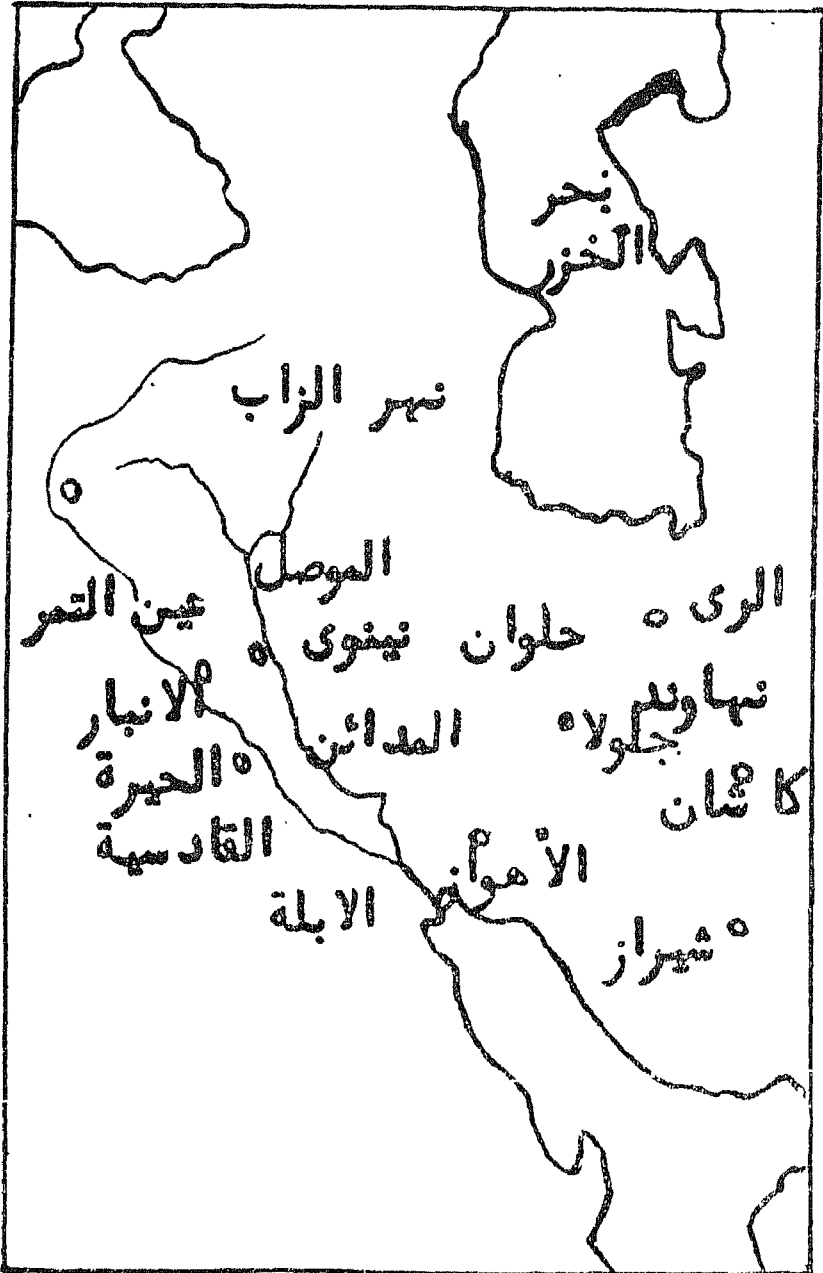 بحر
الخزر
نهر الزاب
الموصل
الرى
عين التمر
نينوى
حلوان
نهاوند
الانبار
المدائن
جلولا
الحيرة
كاشان
القادسية
الأهواز
الابلة
شيراز